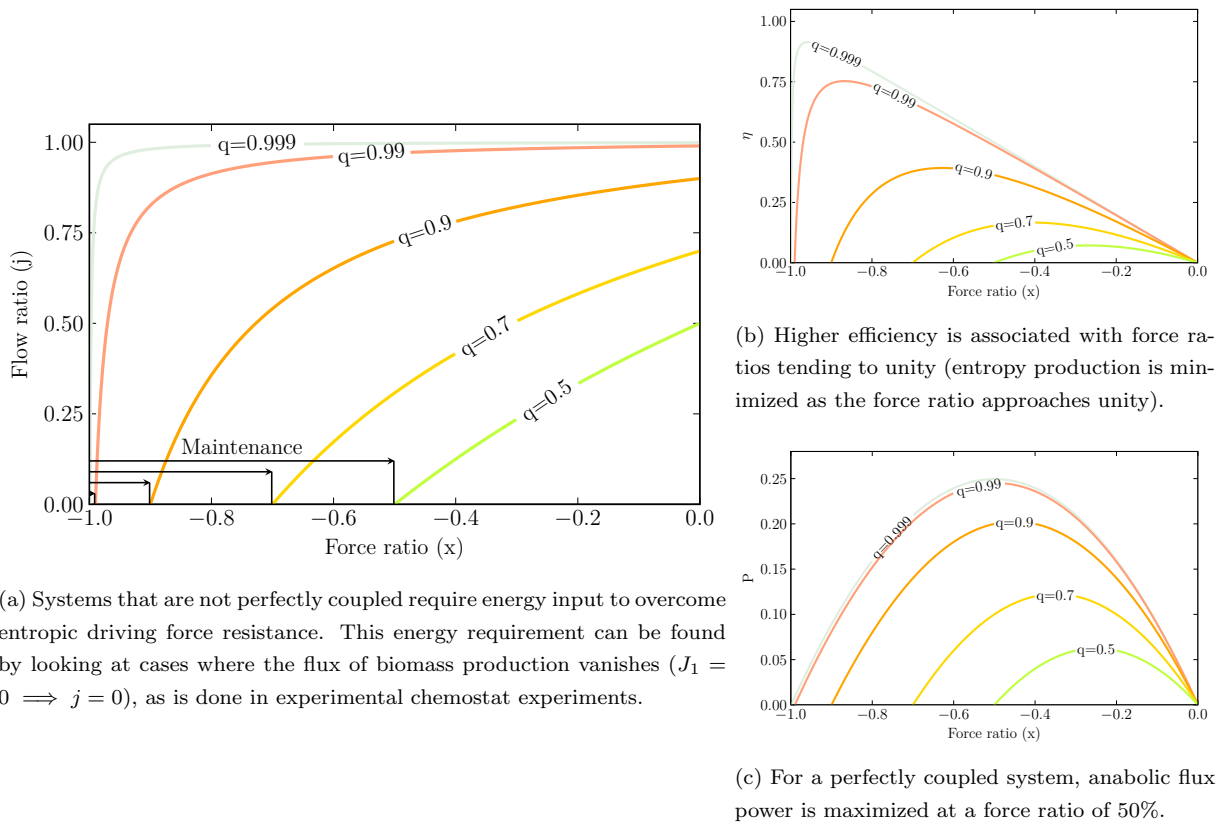 1.00
0.75
0.50
0.25
0.00
Flow ratio (j)
q=0.999
q=0.99
q=0.9
q=0.7
q=0.5
Maintenance
−1.0 −0.8 −0.6 −0.4 −0.2 0.0
Force ratio (x)
(a) Systems that are not perfectly coupled require energy input to overcome
entropic driving force resistance. This energy requirement can be found
by looking at cases where the flux of biomass production vanishes (J₁ =
0 ⟹ j = 0), as is done in experimental chemostat experiments.
1.00
0.75
0.50
0.25
0.00
η
q=0.999
q=0.99
q=0.9
q=0.7
q=0.5
−1.0 −0.8 −0.6 −0.4 −0.2 0.0
Force ratio (x)
(b) Higher efficiency is associated with force ra-
tios tending to unity (entropy production is min-
imized as the force ratio approaches unity).
0.25
0.20
0.15
0.10
0.05
0.00
P
q=0.99
q=0.999
q=0.9
q=0.7
q=0.5
−1.0 −0.8 −0.6 −0.4 −0.2 0.0
Force ratio (x)
(c) For a perfectly coupled system, anabolic flux
power is maximized at a force ratio of 50%.